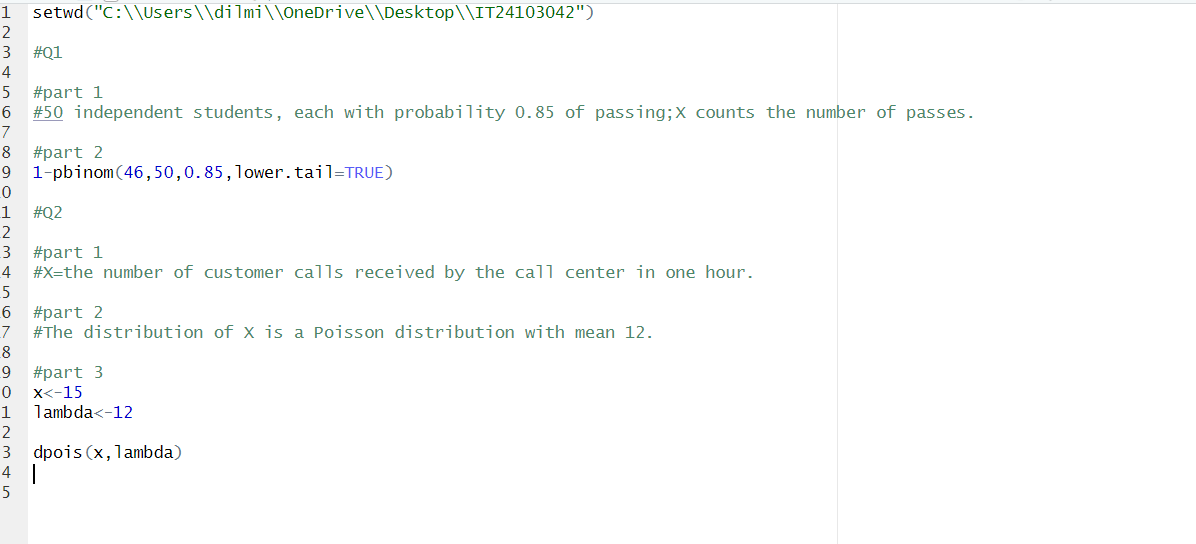 1 setwd("C:\\Users\\dilmi\\OneDrive\\Desktop\\IT24103042")
2
3 #Q1
4
5 #part 1
6 #50 independent students, each with probability 0.85 of passing;X counts the number of passes.
7
8 #part 2
9 1-pbinom(46,50,0.85,lower.tail=TRUE)
0
1 #Q2
2
3 #part 1
4 #X=the number of customer calls received by the call center in one hour.
5
6 #part 2
7 #The distribution of X is a Poisson distribution with mean 12.
8
9 #part 3
0 x<-15
1 lambda<-12
2
3 dpois(x,lambda)
4
5